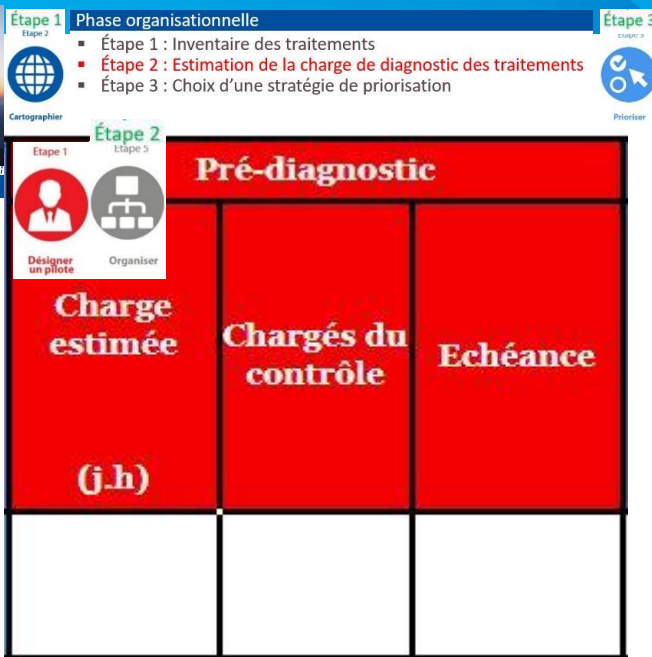 Étape 1
Phase organisationnelle
Étape 3
Etape 2
Étape 1 : Inventaire des traitements
Étape 2 : Estimation de la charge de diagnostic des traitements
Étape 3 : Choix d'une stratégie de priorisation
Cartographier
Prioriser
Étape 2
Etape 1
Etape 5
Pré-diagnostic
Désigner
un pilote
Organiser
Charge
estimée
(j.h)
Chargés du
contrôle
Echéance